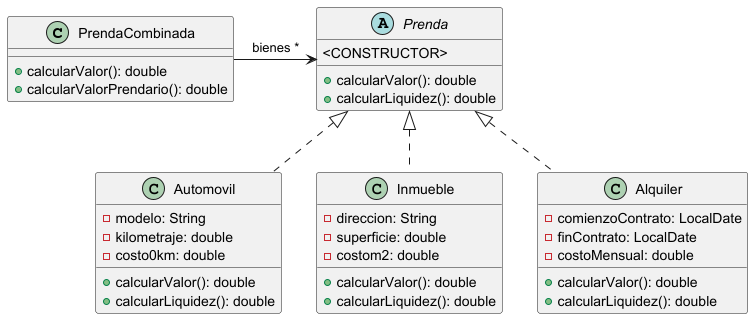 C PrendaCombinada
calcularValor(): double
calcularValorPrendario(): double
bienes *
A Prenda
<CONSTRUCTOR>
calcularValor(): double
calcularLiquidez(): double
C Automovil
modelo: String
kilometraje: double
costo0km: double
calcularValor(): double
calcularLiquidez(): double
C Inmueble
direccion: String
superficie: double
costom2: double
calcularValor(): double
calcularLiquidez(): double
C Alquiler
comienzoContrato: LocalDate
finContrato: LocalDate
costoMensual: double
calcularValor(): double
calcularLiquidez(): double